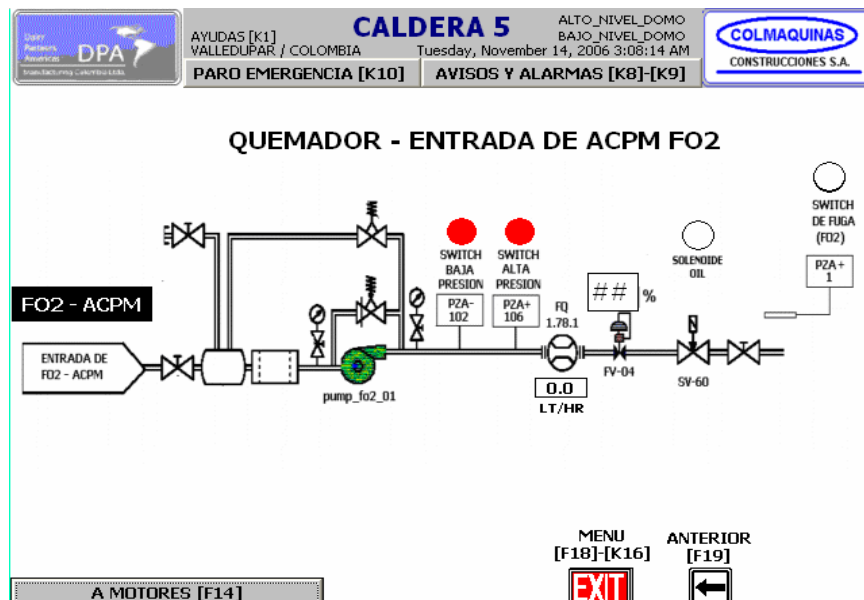 Dairy
Partners
Americas
DPA
Manufacturing Colombia Ltda.
AYUDAS [K1]
VALLEDUPAR / COLOMBIA
CALDERA 5
Tuesday, November 14, 2006 3:08:14 AM
ALTO_NIVEL_DOMO
BAJO_NIVEL_DOMO
COLMAQUINAS
CONSTRUCCIONES S.A.
PARO EMERGENCIA [K10]
AVISOS Y ALARMAS [K8]-[K9]
QUEMADOR - ENTRADA DE ACPM FO2
SWITCH
DE FUGA
(FO2)
PZA+
1
SWITCH
BAJA
PRESION
PZA-
102
SWITCH
ALTA
PRESION
PZA+
106
SOLENOIDE
OIL
FO2 - ACPM
## %
FQ
1.78.1
ENTRADA DE
FO2 - ACPM
pump_fo2_01
0.0
LT/HR
FV-04
SV-60
MENU
[F18]-[K16]
EXIT
ANTERIOR
[F19]
A MOTORES [F14]